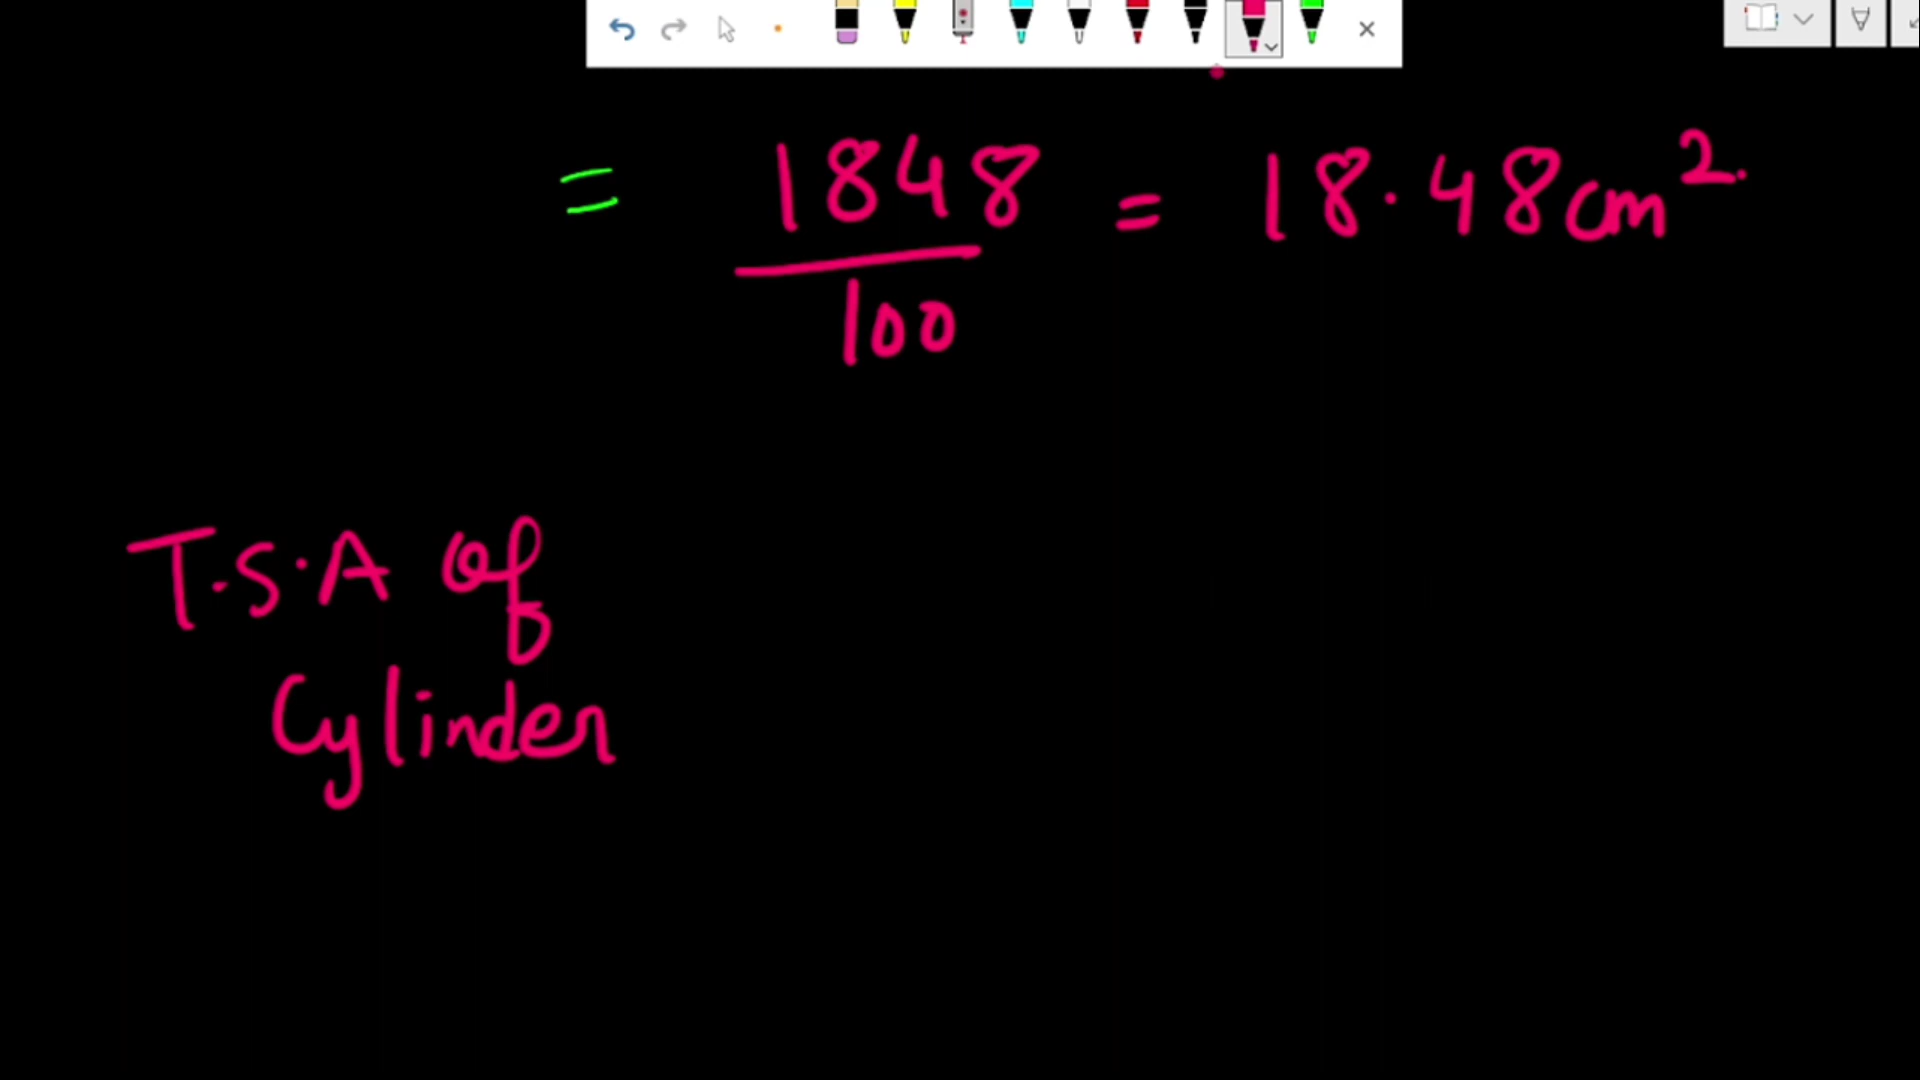 = 1848/100 = 18.48cm².
T.S.A of
Cylinder